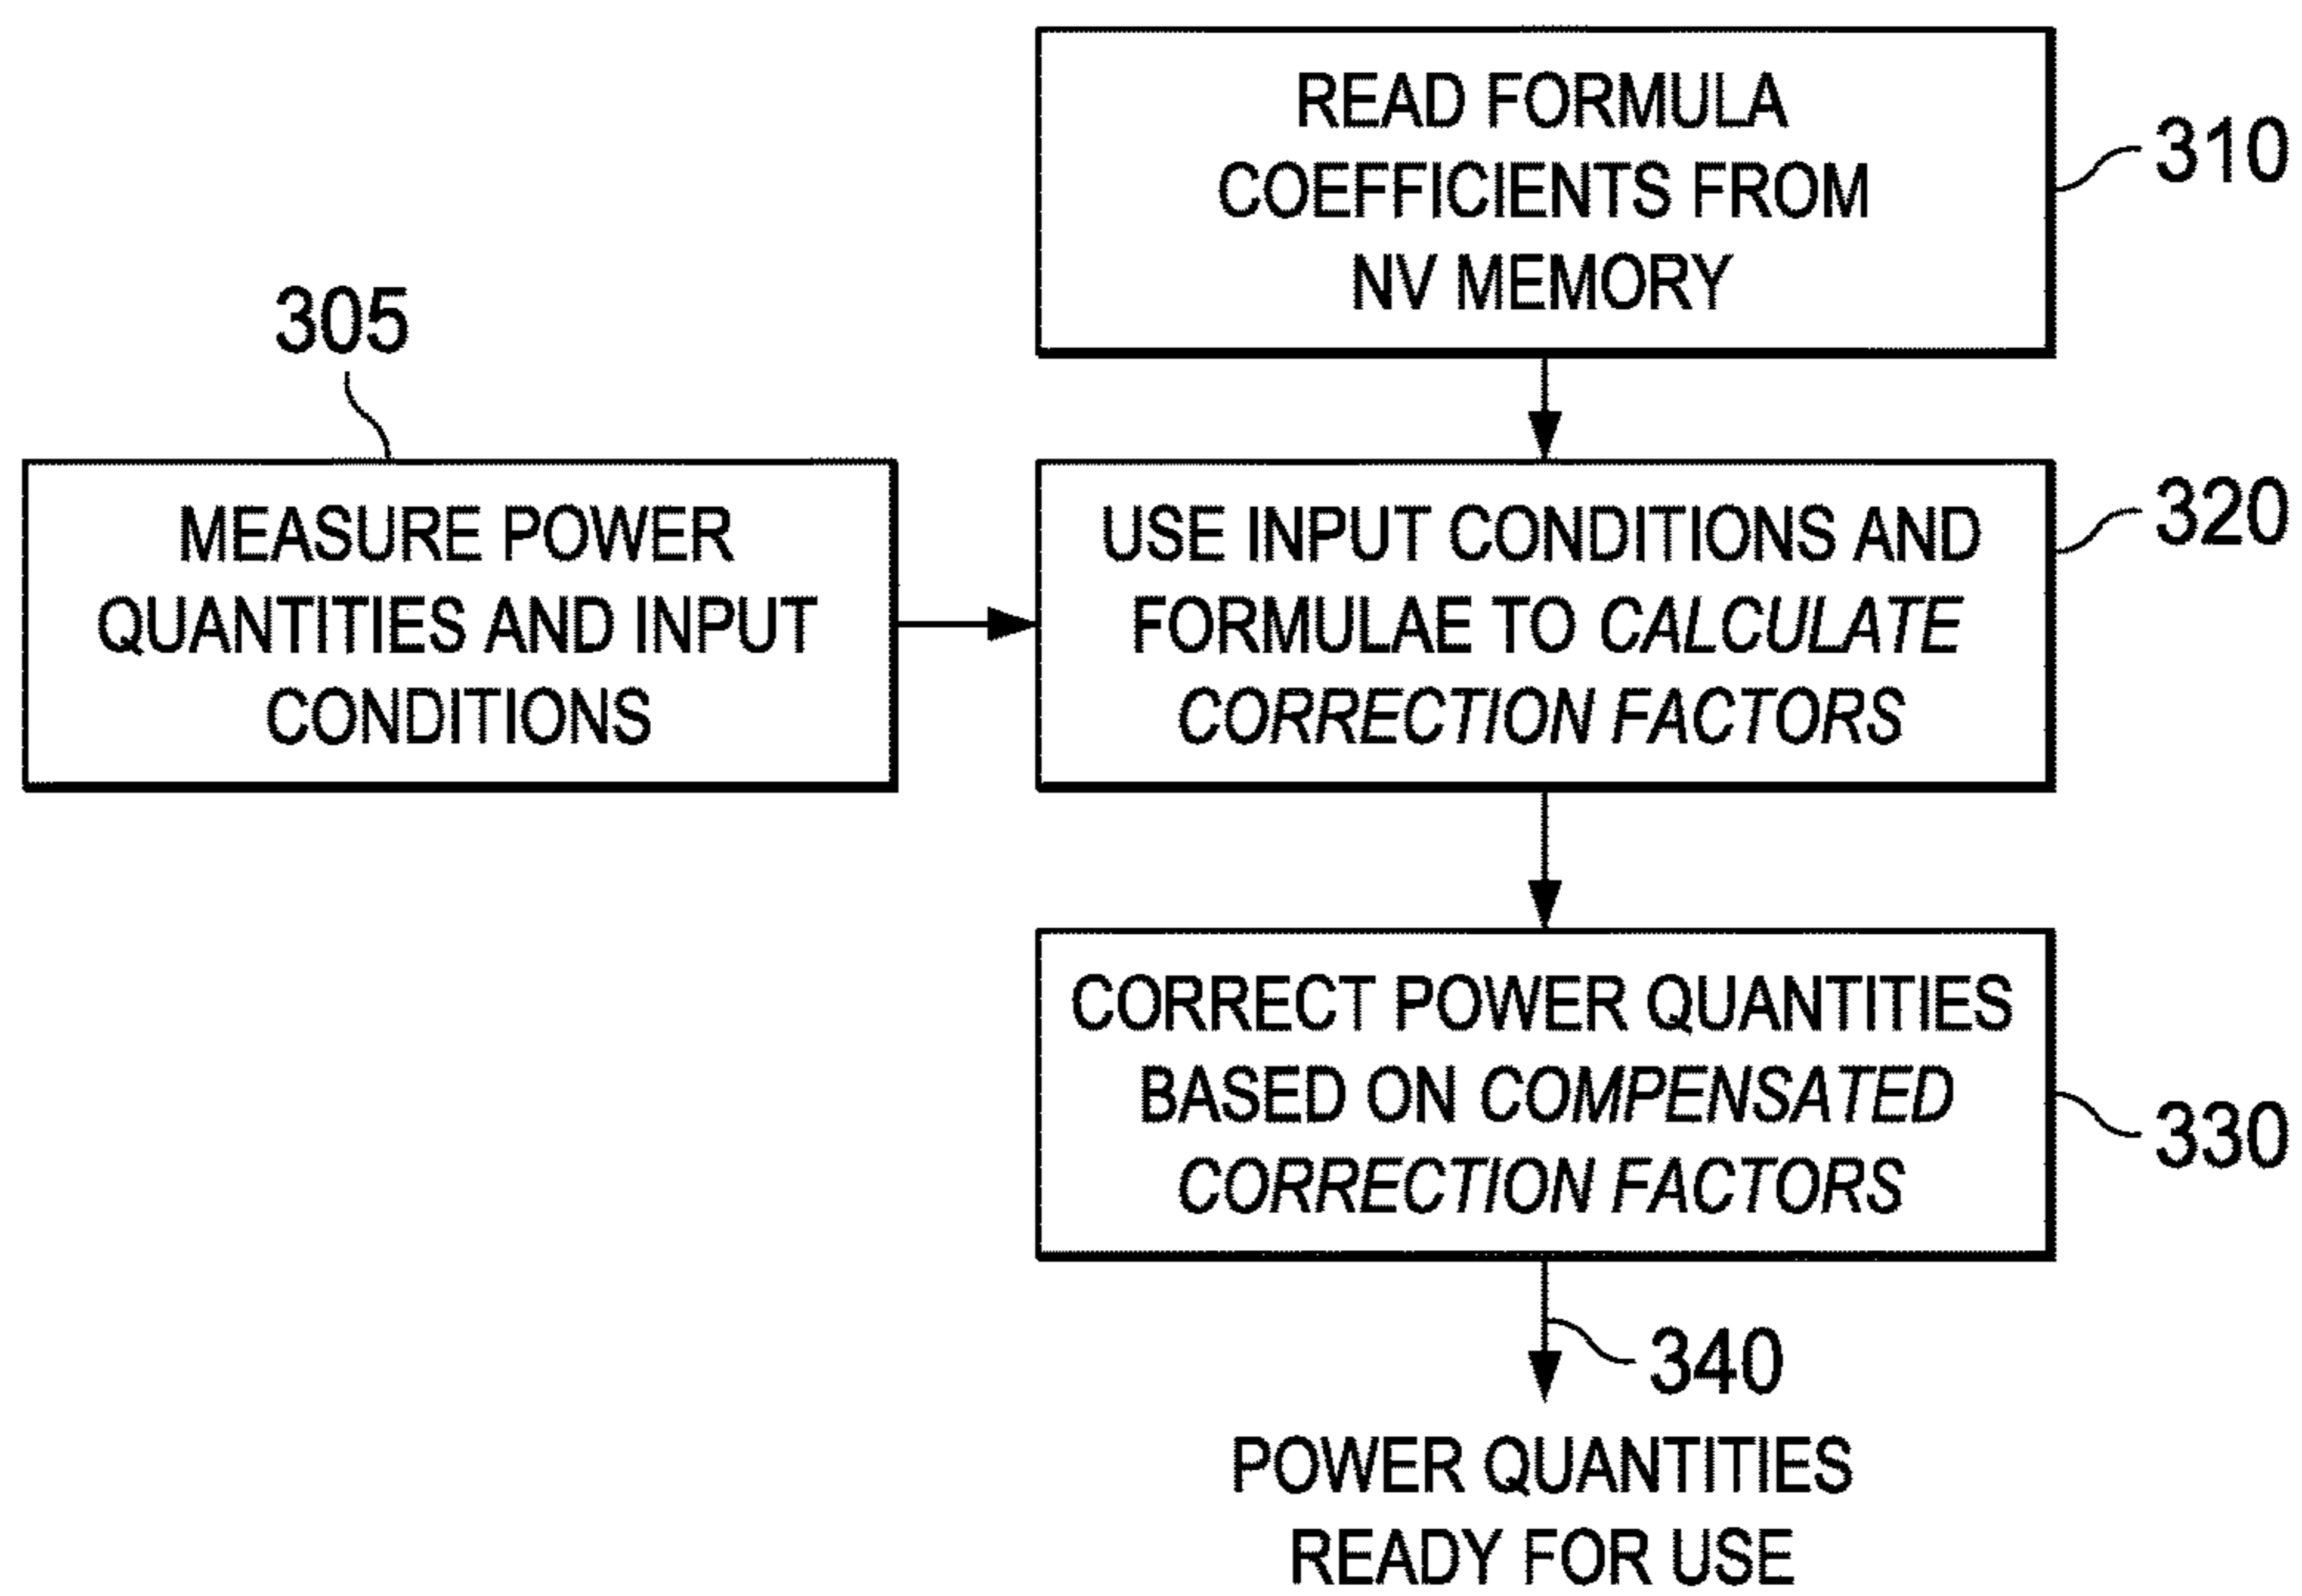 READ FORMULA
COEFFICIENTS FROM
NV MEMORY
310
305
MEASURE POWER
QUANTITIES AND INPUT
CONDITIONS
USE INPUT CONDITIONS AND
FORMULAE TO CALCULATE
CORRECTION FACTORS
320
CORRECT POWER QUANTITIES
BASED ON COMPENSATED
CORRECTION FACTORS
330
340
POWER QUANTITIES
READY FOR USE